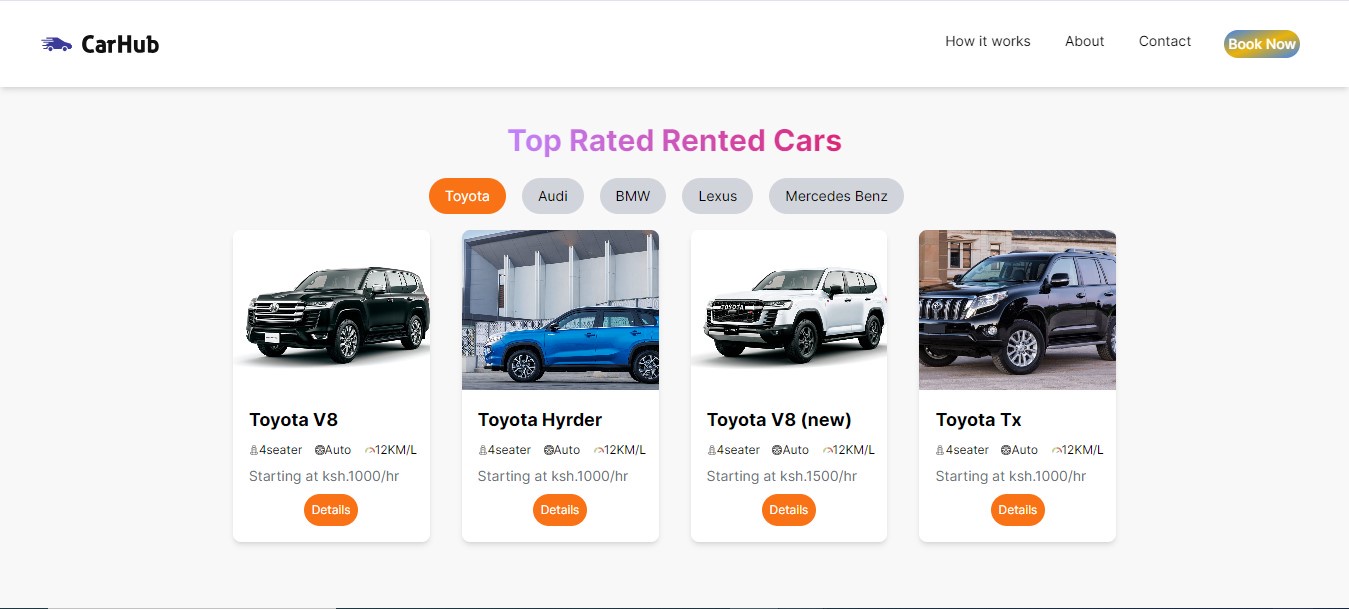 CarHub
How it works About Contact Book Now
Top Rated Rented Cars
Toyota Audi BMW Lexus Mercedes Benz
TOYOTA
Toyota V8 Toyota Hyrder Toyota V8 (new) Toyota Tx
4seater Auto 12KM/L 4seater Auto 12KM/L 4seater Auto 12KM/L 4seater Auto 12KM/L
Starting at ksh.1000/hr Starting at ksh.1000/hr Starting at ksh.1500/hr Starting at ksh.1000/hr
Details Details Details Details